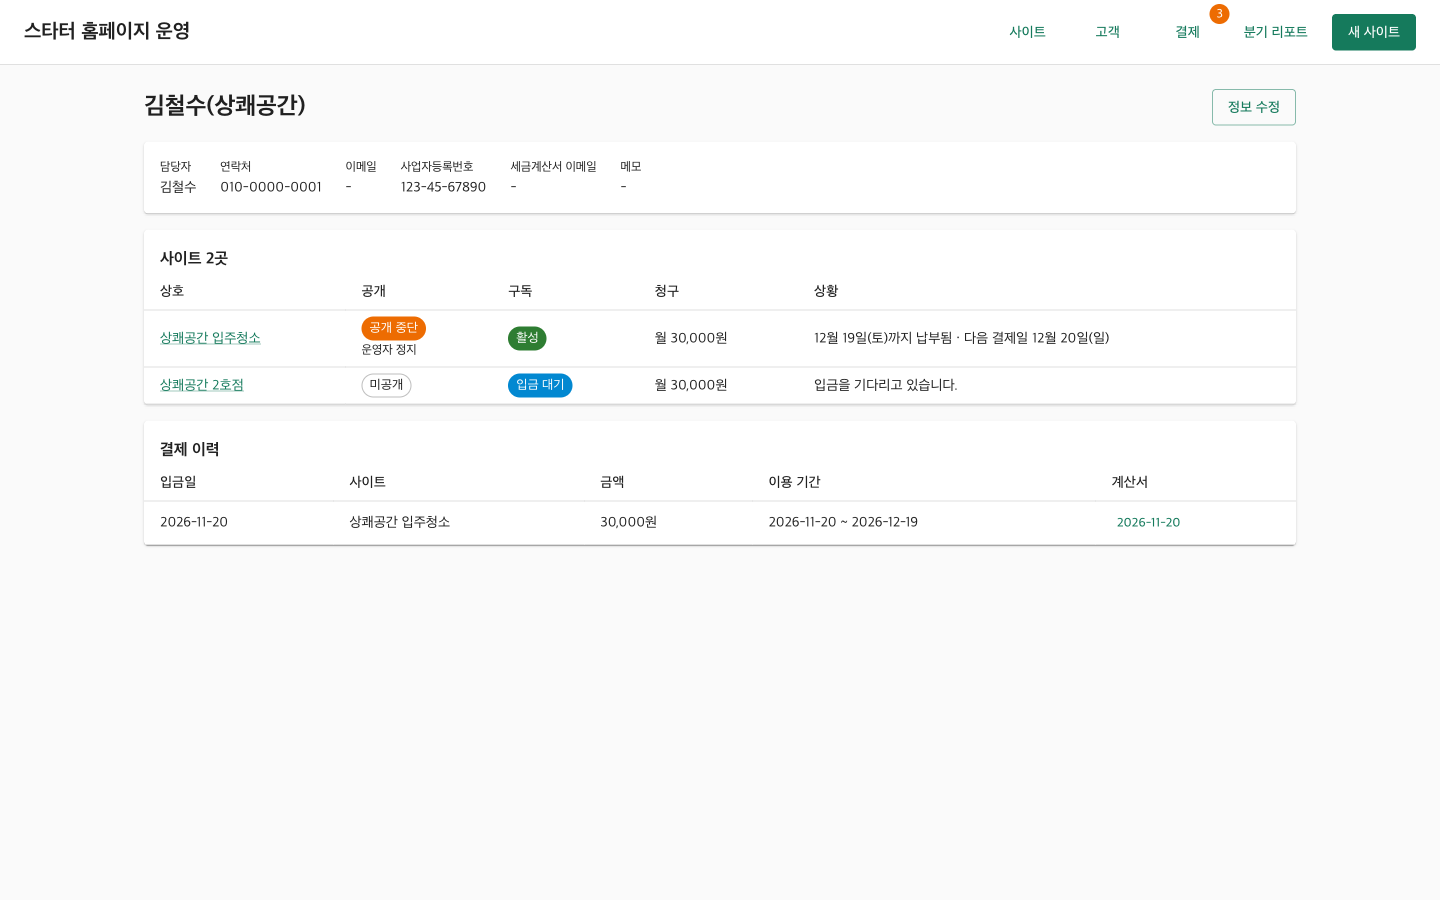 스타터 홈페이지 운영
사이트 고객 결제 3 분기 리포트 새 사이트
김철수(상쾌공간) 정보 수정
담당자 연락처 이메일 사업자등록번호 세금계산서 이메일 메모
김철수 010-0000-0001 - 123-45-67890 - -
사이트 2곳
상호 공개 구독 청구 상황
상쾌공간 입주청소 공개 중단 운영자 정지 활성 월 30,000원 12월 19일(토)까지 납부됨 · 다음 결제일 12월 20일(일)
상쾌공간 2호점 미공개 입금 대기 월 30,000원 입금을 기다리고 있습니다.
결제 이력
입금일 사이트 금액 이용 기간 계산서
2026-11-20 상쾌공간 입주청소 30,000원 2026-11-20 ~ 2026-12-19 2026-11-20